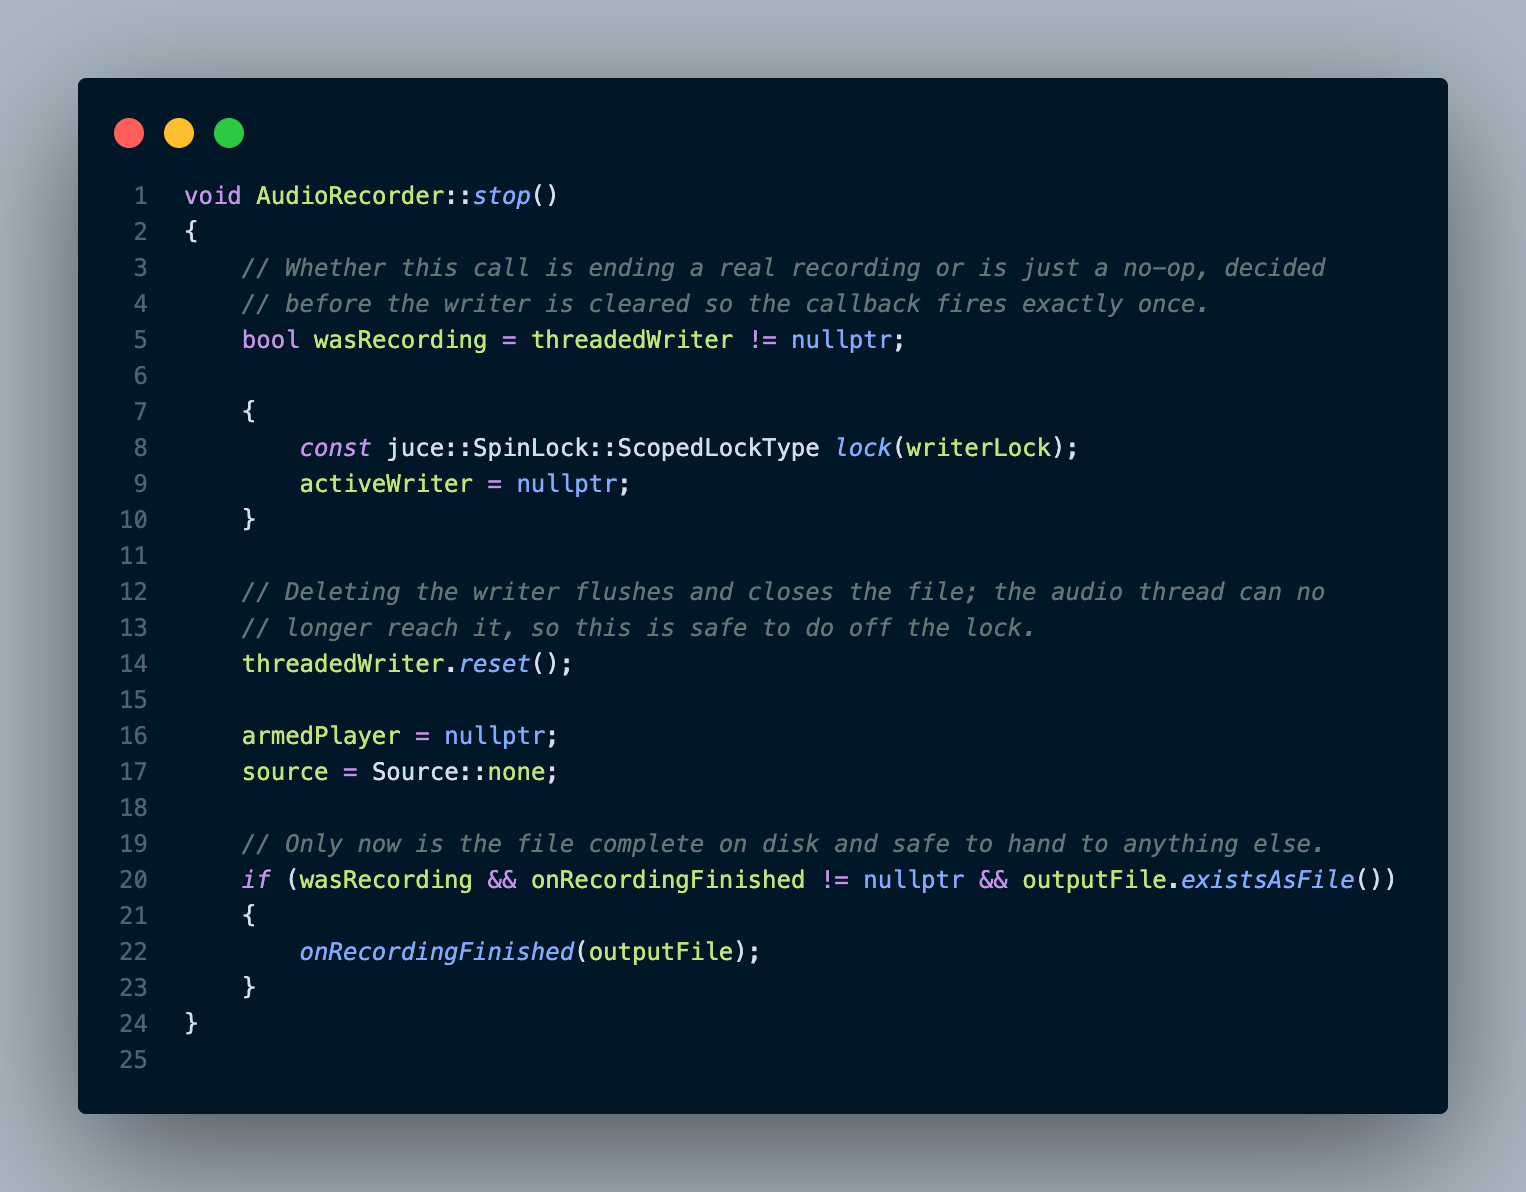 1 void AudioRecorder::stop()
2 {
3     // Whether this call is ending a real recording or is just a no-op, decided
4     // before the writer is cleared so the callback fires exactly once.
5     bool wasRecording = threadedWriter != nullptr;
6
7     {
8         const juce::SpinLock::ScopedLockType lock(writerLock);
9         activeWriter = nullptr;
10     }
11
12     // Deleting the writer flushes and closes the file; the audio thread can no
13     // longer reach it, so this is safe to do off the lock.
14     threadedWriter.reset();
15
16     armedPlayer = nullptr;
17     source = Source::none;
18
19     // Only now is the file complete on disk and safe to hand to anything else.
20     if (wasRecording && onRecordingFinished != nullptr && outputFile.existsAsFile())
21     {
22         onRecordingFinished(outputFile);
23     }
24 }
25